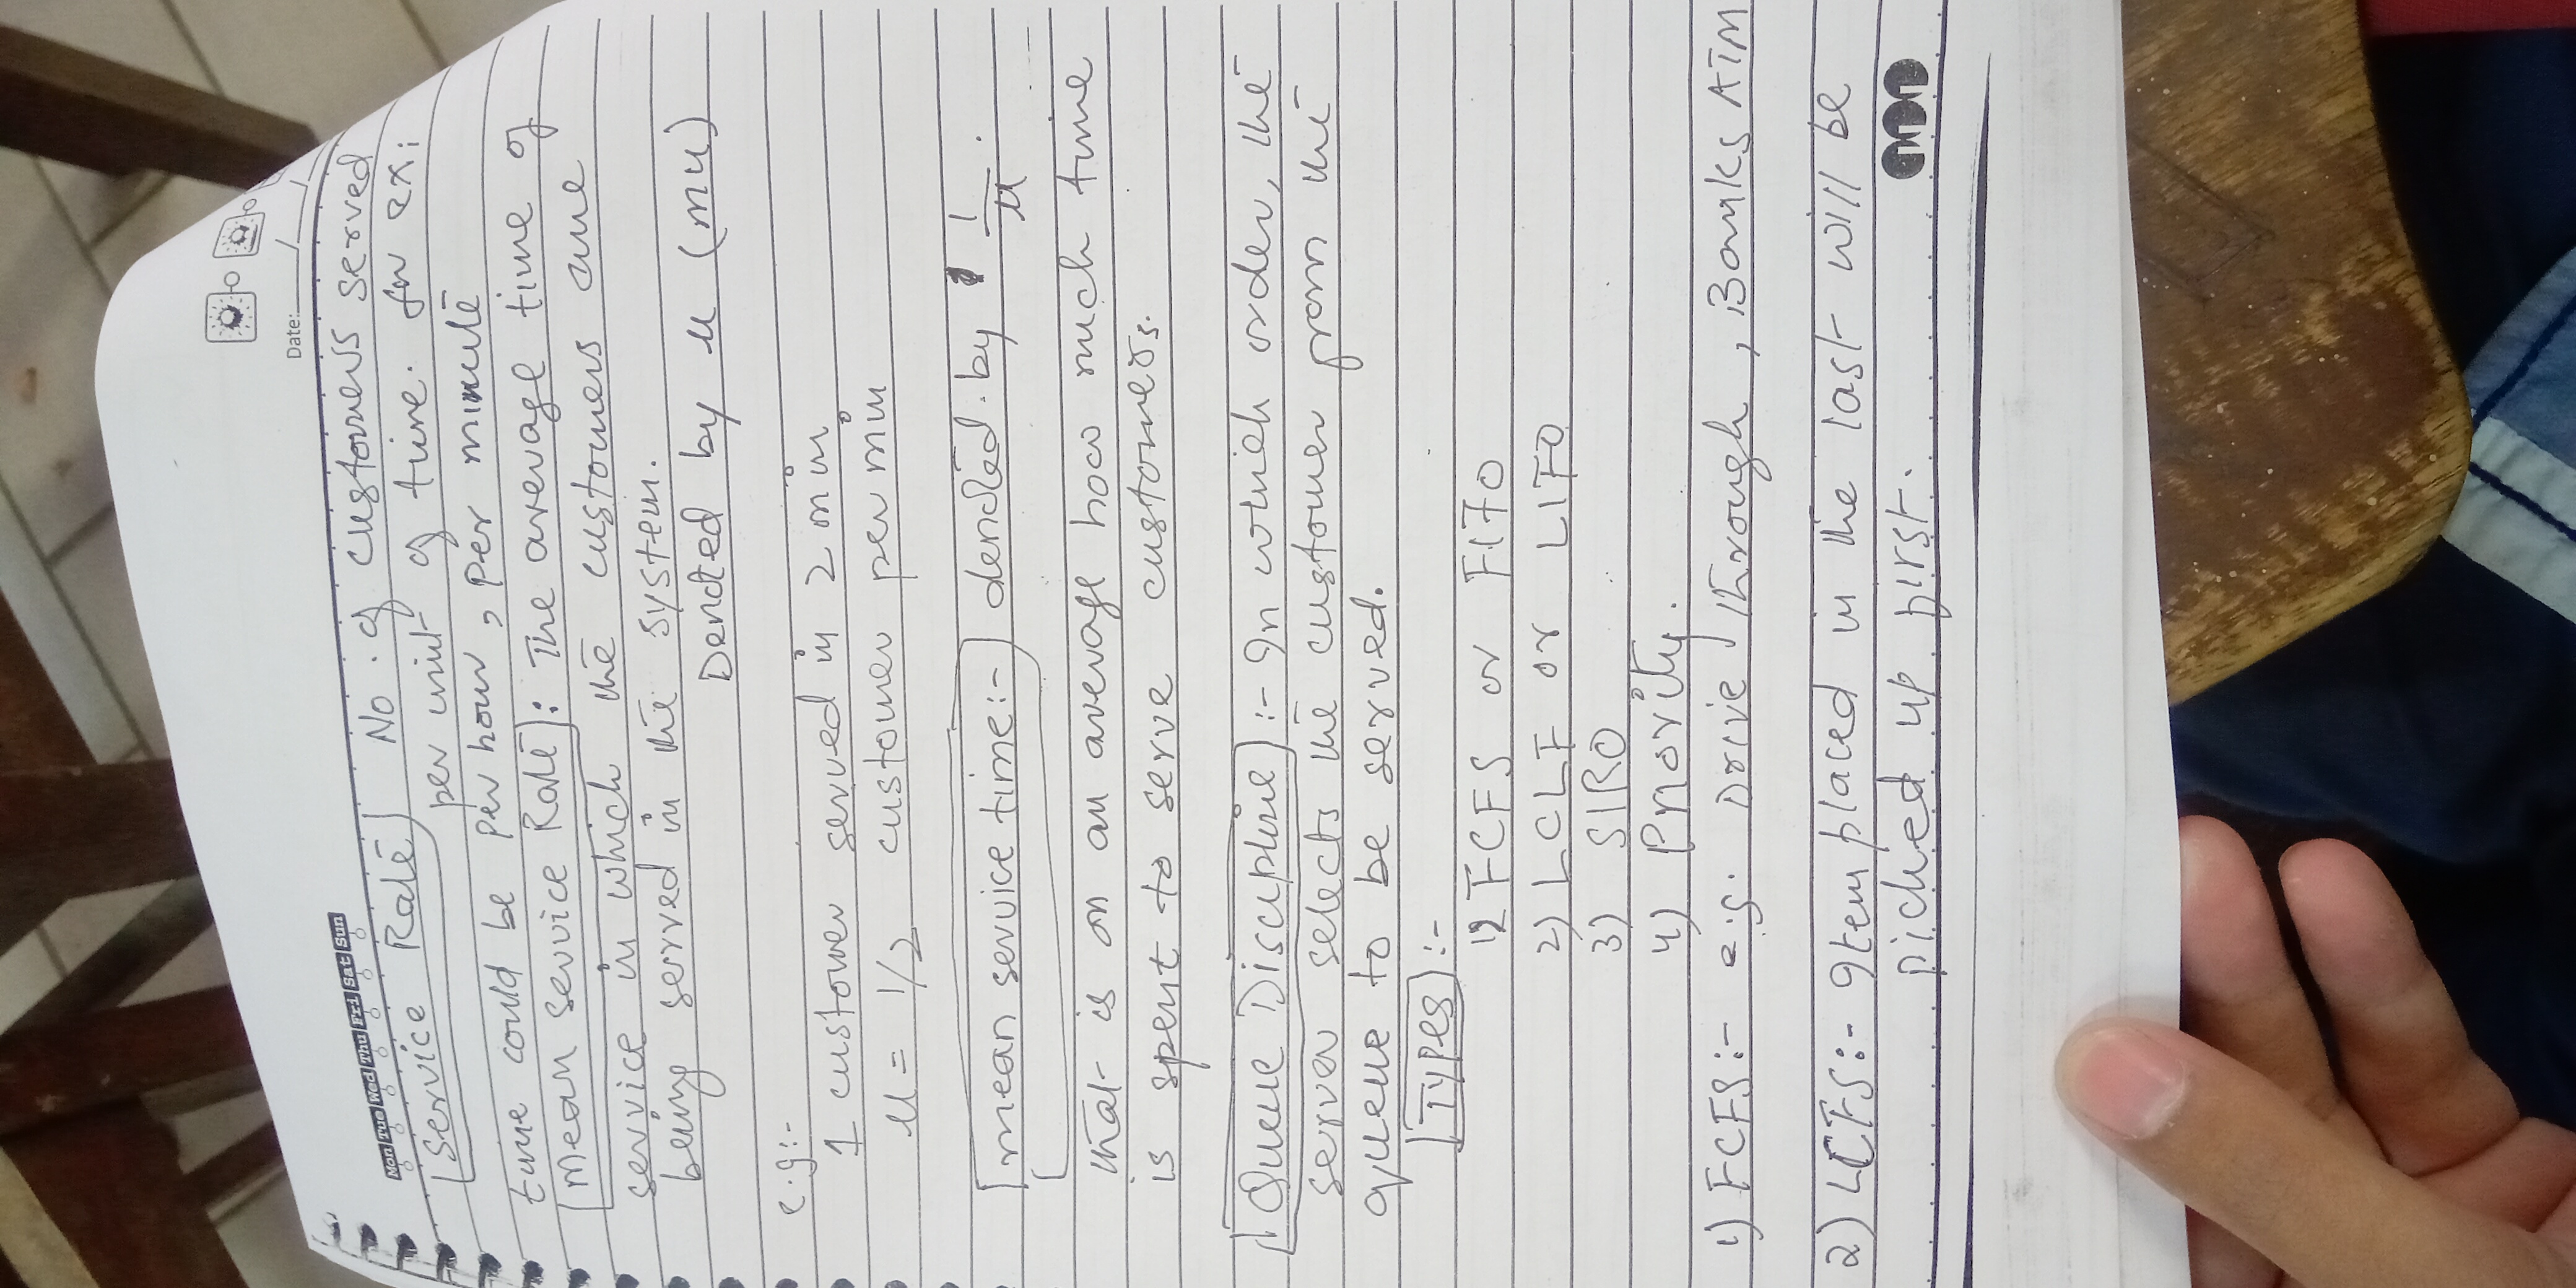 Date:
Mon Tue Wed Thu Fri Sat Sun
Service Rate No. of customers served
per unit of time. for ex:
time could be per hour, per minute
mean service Rate: The average time of
service in which the customers are
being served in the system.
Denoted by μ (mu)
e.g:-
1 customer served in 2 min
μ = 1/2 customer per min
mean service time:- denoted by 1/μ.
that is on an average how much time
is spent to serve customers.
Queue Discipline :- In which order, the
server selects the customer from the
queue to be served.
Types :-
1) FCFS or FIFO
2) LCLF or LIFO
3) SIRO
4) Priority.
1) FCFS:- e.g. Drive through, Banks ATM
2) LCFS:- Item placed in the last will be
picked up first.